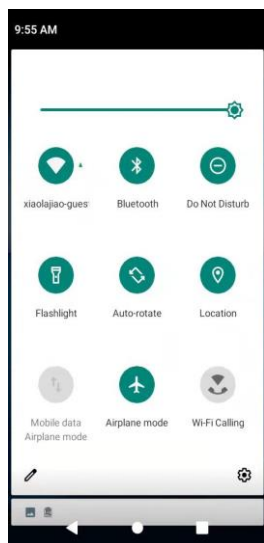 9:55 AM
xiaolajiao-gues
Bluetooth
Do Not Disturb
Flashlight
Auto-rotate
Location
Mobile data
Airplane mode
Airplane mode
Wi-Fi Calling